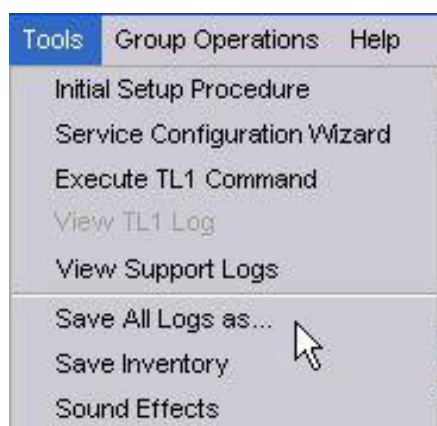 Tools Group Operations Help
Initial Setup Procedure
Service Configuration Wizard
Execute TL1 Command
View TL1 Log
View Support Logs
Save All Logs as...
Save Inventory
Sound Effects